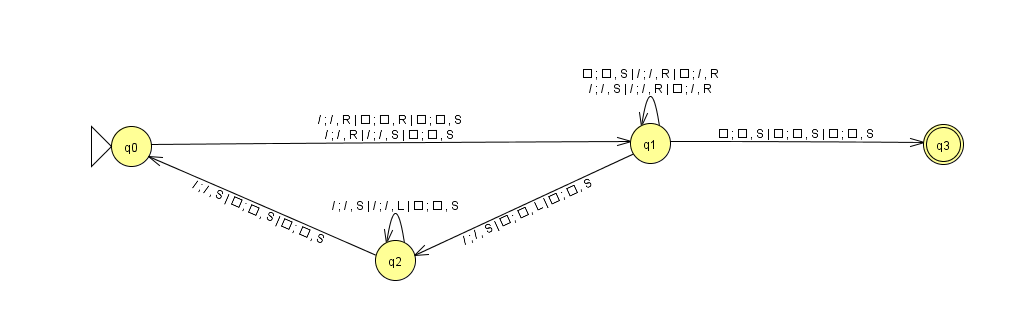 □ ; □ , S | / ; / , R | □ ; / , R
/ ; / , S | / ; / , R | □ ; / , R
/ ; / , R | □ ; □ , R | □ ; □ , S
/ ; / , R | / ; / , S | □ ; □ , S
□ ; □ , S | □ ; □ , S | □ ; □ , S
q0
q1
q3
/ ; / , S | □ ; □ , S | □ ; □ , S
/ ; / , S | / ; / , L | □ ; □ , S
/ ; / , S | □ ; □ , L | □ ; □ , S
q2